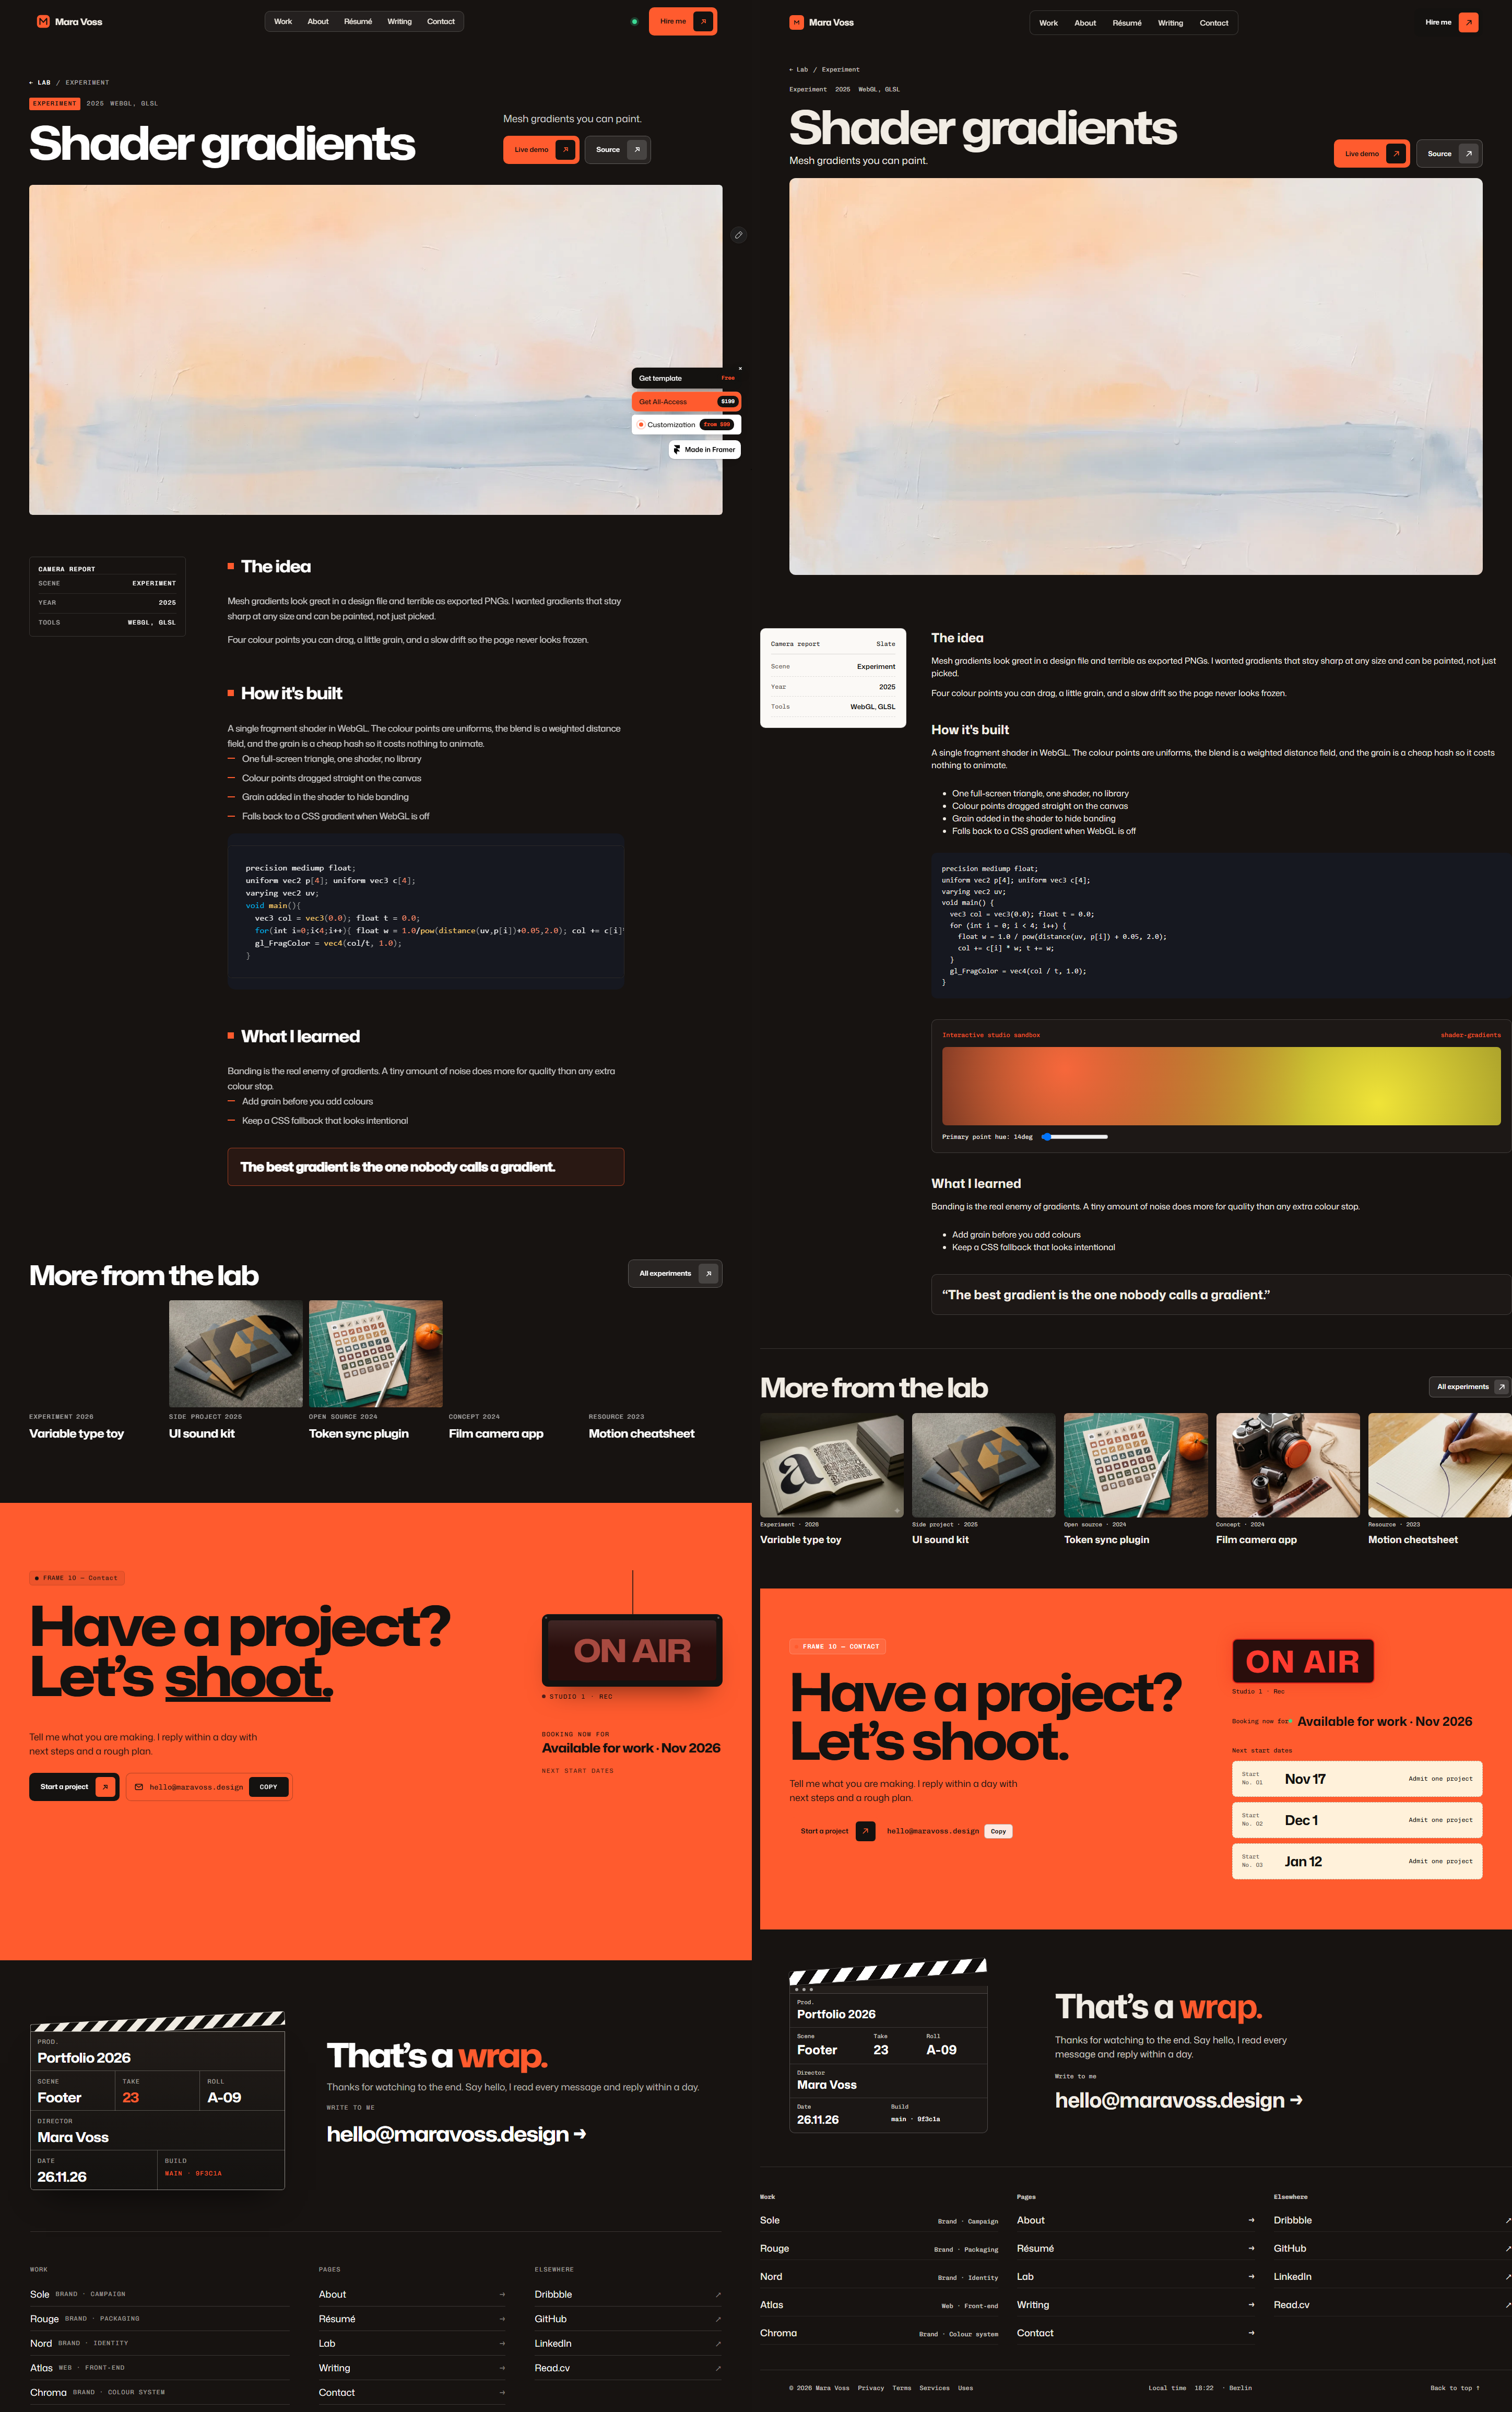 Mara Voss
Work About Résumé Writing Contact
Hire me
← LAB / EXPERIMENT
EXPERIMENT 2025 WEBGL, GLSL
Shader gradients
Mesh gradients you can paint.
Live demo
Source
Get template Free
Get All-Access $199
Customization from $99
Made in Framer
CAMERA REPORT
SCENE EXPERIMENT
YEAR 2025
TOOLS WEBGL, GLSL
The idea
Mesh gradients look great in a design file and terrible as exported PNGs. I wanted gradients that stay
sharp at any size and can be painted, not just picked.
Four colour points you can drag, a little grain, and a slow drift so the page never looks frozen.
How it's built
A single fragment shader in WebGL. The colour points are uniforms, the blend is a weighted distance
field, and the grain is a cheap hash so it costs nothing to animate.
One full-screen triangle, one shader, no library
Colour points dragged straight on the canvas
Grain added in the shader to hide banding
Falls back to a CSS gradient when WebGL is off
precision mediump float;
uniform vec2 p[4]; uniform vec3 c[4];
varying vec2 uv;
void main(){
vec3 col = vec3(0.0); float t = 0.0;
for(int i=0;i<4;i++){ float w = 1.0/pow(distance(uv,p[i])+0.05,2.0); col += c[i]*
gl_FragColor = vec4(col/t, 1.0);
}
What I learned
Banding is the real enemy of gradients. A tiny amount of noise does more for quality than any extra
colour stop.
Add grain before you add colours
Keep a CSS fallback that looks intentional
The best gradient is the one nobody calls a gradient.
More from the lab
All experiments
EXPERIMENT 2026
Variable type toy
SIDE PROJECT 2025
UI sound kit
OPEN SOURCE 2024
Token sync plugin
CONCEPT 2024
Film camera app
RESOURCE 2023
Motion cheatsheet
FRAME 10 — Contact
Have a project?
Let's shoot.
Tell me what you are making. I reply within a day with
next steps and a rough plan.
Start a project
hello@maravoss.design COPY
ON AIR
STUDIO 1 · REC
BOOKING NOW FOR
Available for work · Nov 2026
NEXT START DATES
PROD.
Portfolio 2026
SCENE TAKE ROLL
Footer 23 A-09
DIRECTOR
Mara Voss
DATE BUILD
26.11.26 MAIN · 9F3C1A
That's a wrap.
Thanks for watching to the end. Say hello, I read every message and reply within a day.
WRITE TO ME
hello@maravoss.design →
WORK
Sole BRAND · CAMPAIGN
Rouge BRAND · PACKAGING
Nord BRAND · IDENTITY
Atlas WEB · FRONT-END
Chroma BRAND · COLOUR SYSTEM
PAGES
About →
Résumé →
Lab →
Writing →
Contact →
ELSEWHERE
Dribbble ↗
GitHub ↗
LinkedIn ↗
Read.cv ↗
Mara Voss
Work About Résumé Writing Contact
Hire me
← Lab / Experiment
Experiment 2025 WebGL, GLSL
Shader gradients
Mesh gradients you can paint.
Live demo
Source
Camera report Slate
Scene Experiment
Year 2025
Tools WebGL, GLSL
The idea
Mesh gradients look great in a design file and terrible as exported PNGs. I wanted gradients that stay sharp at any size and can be painted, not just
picked.
Four colour points you can drag, a little grain, and a slow drift so the page never looks frozen.
How it's built
A single fragment shader in WebGL. The colour points are uniforms, the blend is a weighted distance field, and the grain is a cheap hash so it costs
nothing to animate.
One full-screen triangle, one shader, no library
Colour points dragged straight on the canvas
Grain added in the shader to hide banding
Falls back to a CSS gradient when WebGL is off
precision mediump float;
uniform vec2 p[4]; uniform vec3 c[4];
varying vec2 uv;
void main() {
vec3 col = vec3(0.0); float t = 0.0;
for (int i = 0; i < 4; i++) {
float w = 1.0 / pow(distance(uv, p[i]) + 0.05, 2.0);
col += c[i] * w; t += w;
}
gl_FragColor = vec4(col / t, 1.0);
}
Interactive studio sandbox shader-gradients
Primary point hue: 14deg
What I learned
Banding is the real enemy of gradients. A tiny amount of noise does more for quality than any extra colour stop.
Add grain before you add colours
Keep a CSS fallback that looks intentional
“The best gradient is the one nobody calls a gradient.”
More from the lab
All experiments
a
Experiment · 2026
Variable type toy
Side project · 2025
UI sound kit
Open source · 2024
Token sync plugin
Concept · 2024
Film camera app
Resource · 2023
Motion cheatsheet
FRAME 10 — CONTACT
Have a project?
Let's shoot.
Tell me what you are making. I reply within a day with
next steps and a rough plan.
Start a project
hello@maravoss.design Copy
ON AIR
Studio 1 · Rec
Booking now for Available for work · Nov 2026
Next start dates
Start
No. 01
Nov 17
Admit one project
Start
No. 02
Dec 1
Admit one project
Start
No. 03
Jan 12
Admit one project
Prod.
Portfolio 2026
Scene Take Roll
Footer 23 A-09
Director
Mara Voss
Date Build
26.11.26 main · 9f3c1a
That's a wrap.
Thanks for watching to the end. Say hello, I read every
message and reply within a day.
Write to me
hello@maravoss.design →
Work
Sole Brand · Campaign
Rouge Brand · Packaging
Nord Brand · Identity
Atlas Web · Front-end
Chroma Brand · Colour system
Pages
About →
Résumé →
Lab →
Writing →
Contact →
Elsewhere
Dribbble ↗
GitHub ↗
LinkedIn ↗
Read.cv ↗
© 2026 Mara Voss Privacy Terms Services Uses
Local time 18:22 · Berlin
Back to top ↑